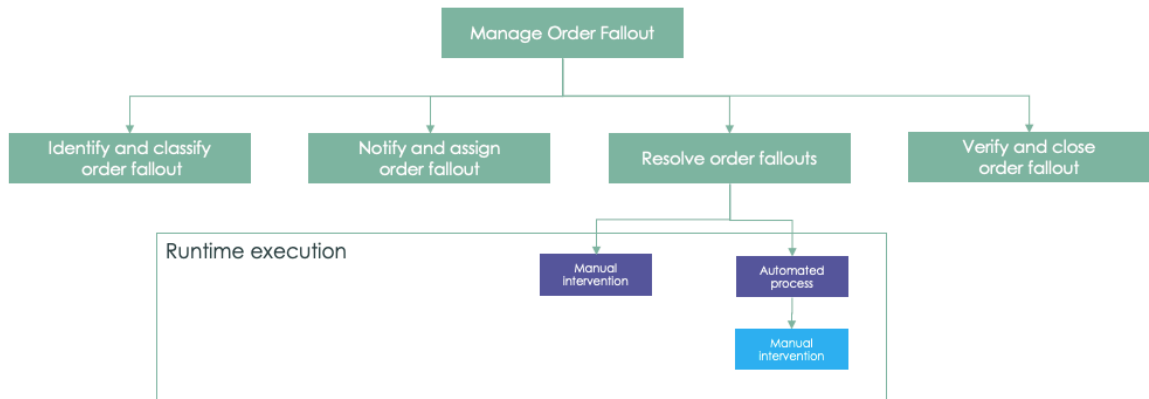 Manage Order Fallout
Identify and classify
order fallout
Notify and assign
order fallout
Resolve order fallouts
Verify and close
order fallout
Runtime execution
Manual
intervention
Automated
process
Manual
intervention